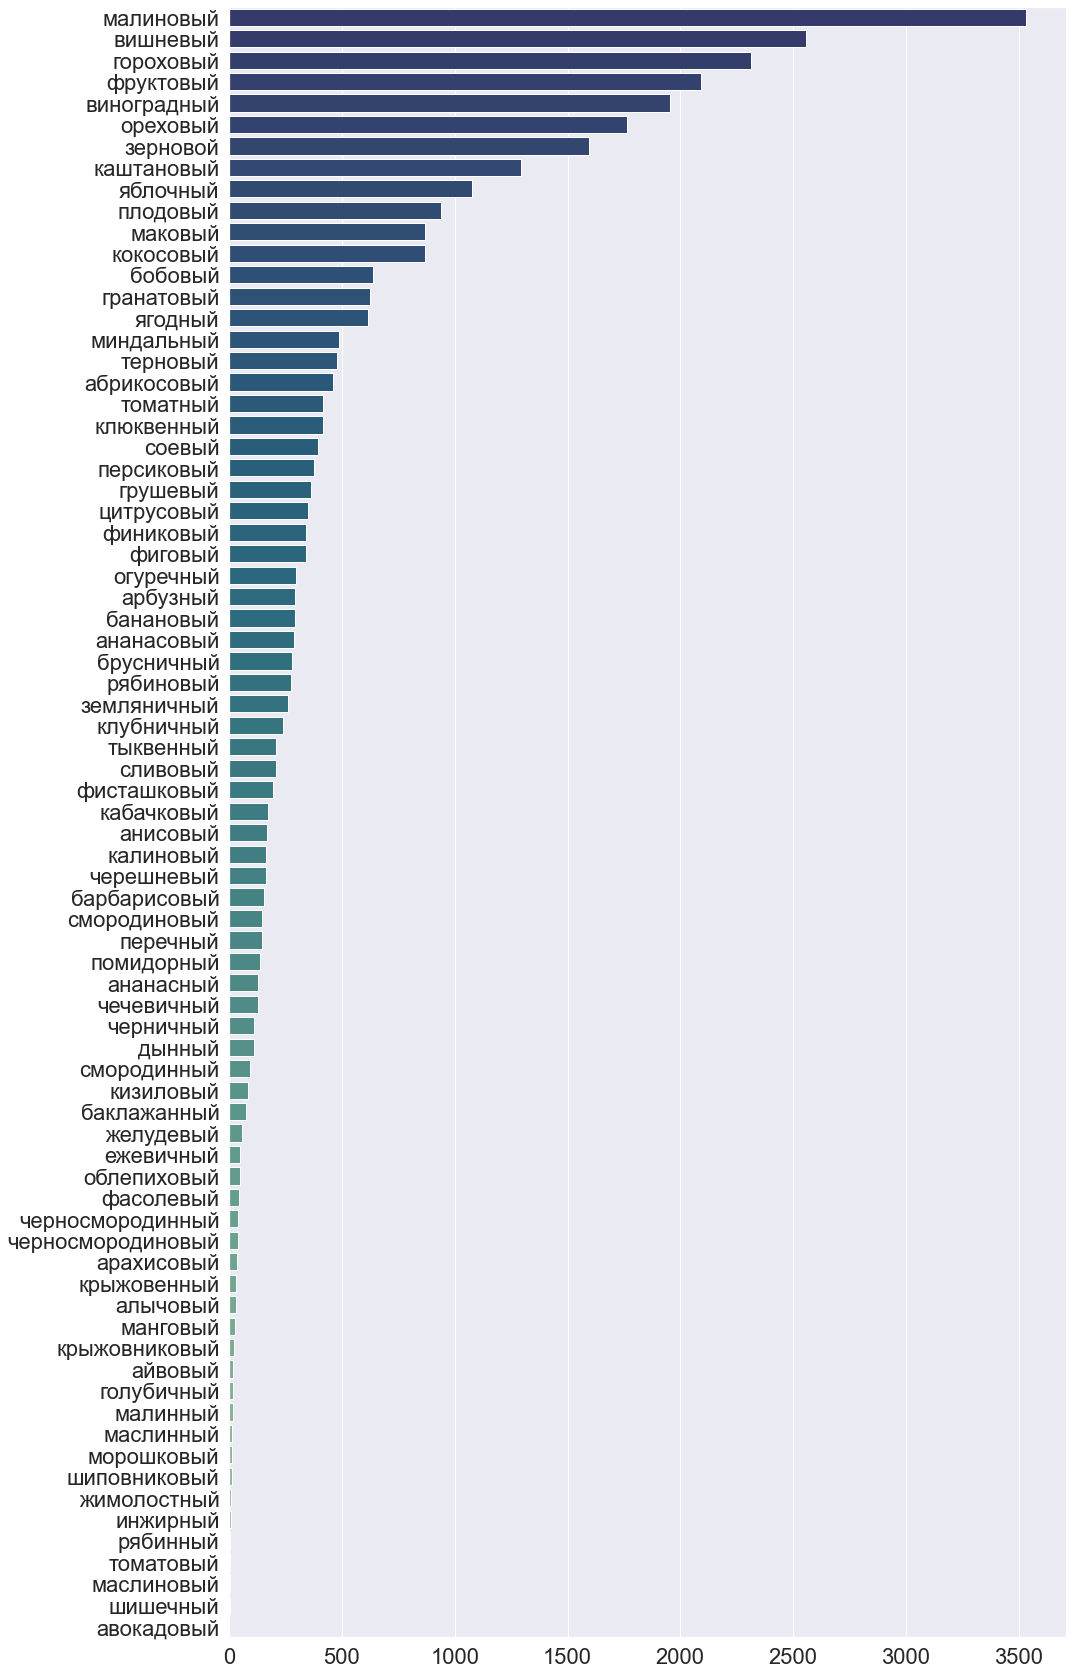 малиновый
вишневый
гороховый
фруктовый
виноградный
ореховый
зерновой
каштановый
яблочный
плодовый
маковый
кокосовый
бобовый
гранатовый
ягодный
миндальный
терновый
абрикосовый
томатный
клюквенный
соевый
персиковый
грушевый
цитрусовый
финиковый
фиговый
огуречный
арбузный
банановый
ананасовый
брусничный
рябиновый
земляничный
клубничный
тыквенный
сливовый
фисташковый
кабачковый
анисовый
калиновый
черешневый
барбарисовый
смородиновый
перечный
помидорный
ананасный
чечевичный
черничный
дынный
смородинный
кизиловый
баклажанный
желудевый
ежевичный
облепиховый
фасолевый
черносмородинный
черносмородиновый
арахисовый
крыжовенный
алычовый
манговый
крыжовниковый
айвовый
голубичный
малинный
маслинный
морошковый
шиповниковый
жимолостный
инжирный
рябинный
томатовый
маслиновый
шишечный
авокадовый
0 500 1000 1500 2000 2500 3000 3500